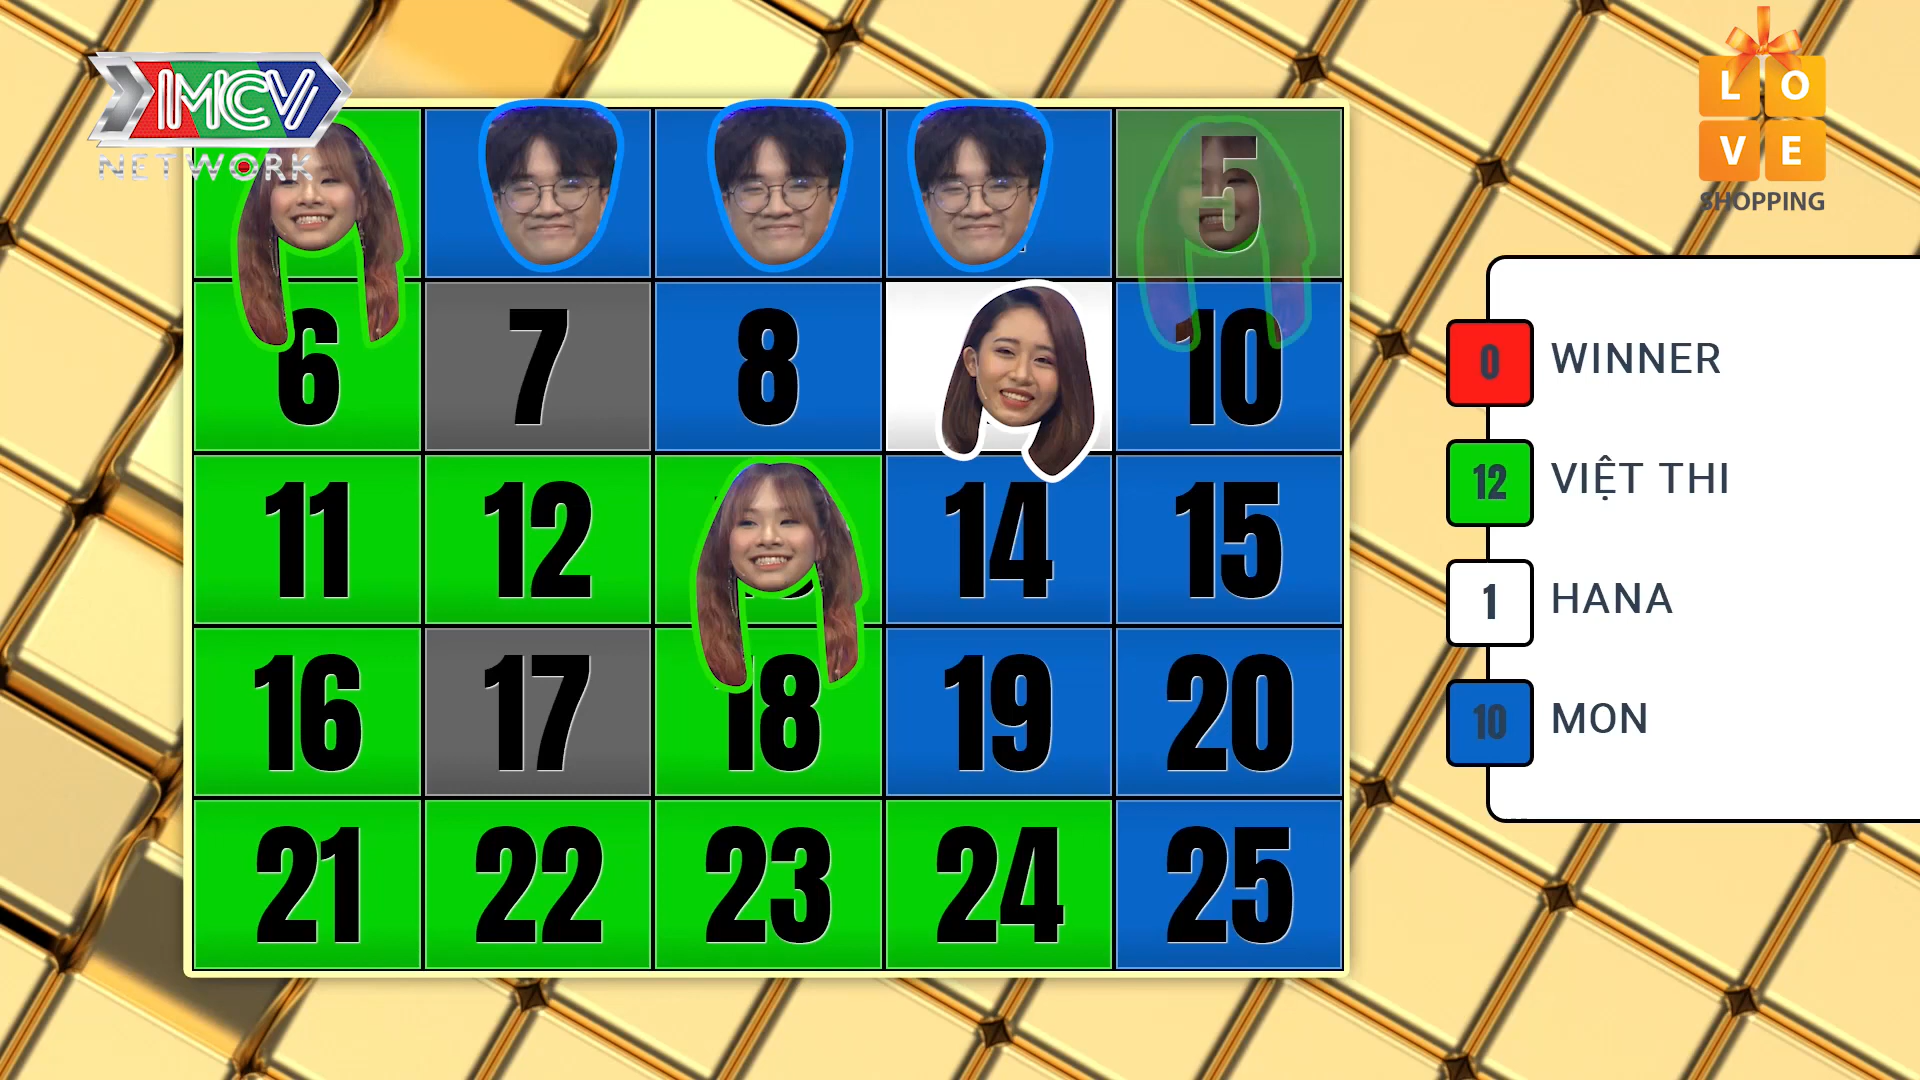 MCV
NETWORK
L O
V E
SHOPPING
5
6 7 8 10
11 12 14 15
16 17 18 19 20
21 22 23 24 25
0 WINNER
12 VIỆT THI
1 HANA
10 MON